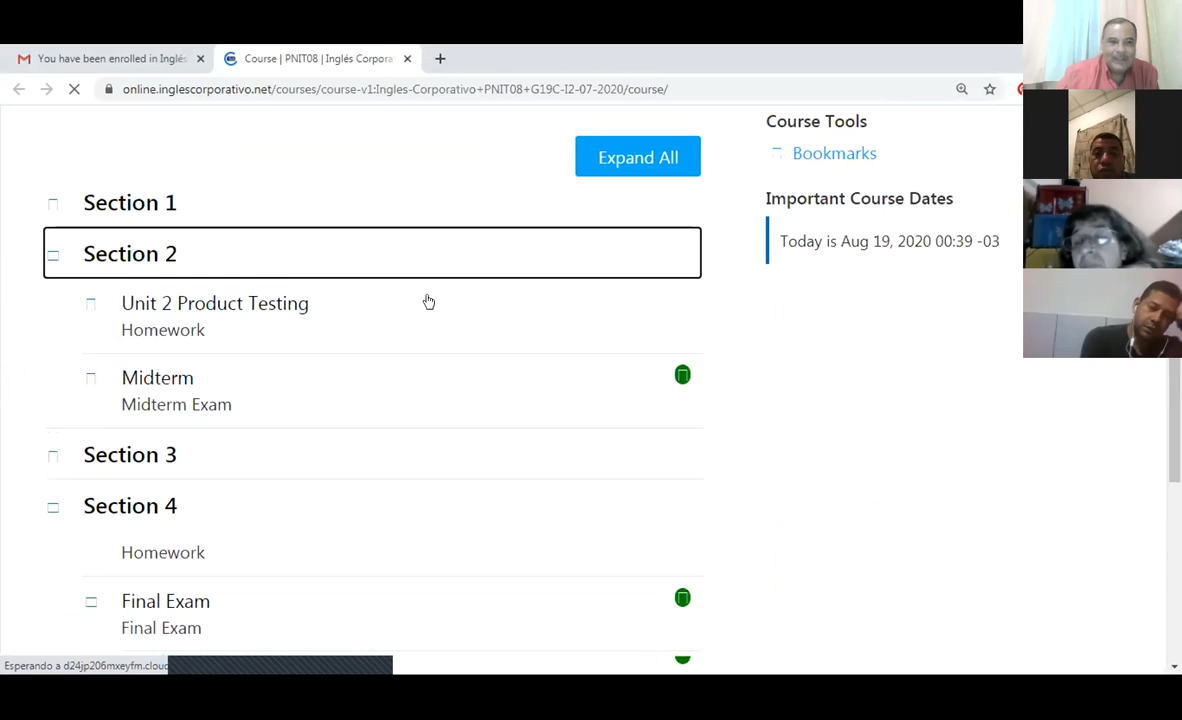 You have been enrolled in Inglés
Course | PNIT08 | Inglés Corpora
online.inglescorporativo.net/courses/course-v1:Ingles-Corporativo+PNIT08+G19C-I2-07-2020/course/
Expand All
Section 1
Section 2
Unit 2 Product Testing
Homework
Midterm
Midterm Exam
Section 3
Section 4
Homework
Final Exam
Final Exam
Course Tools
Bookmarks
Important Course Dates
Today is Aug 19, 2020 00:39 -03
Esperando a d24jp206mxeyfm.cloud